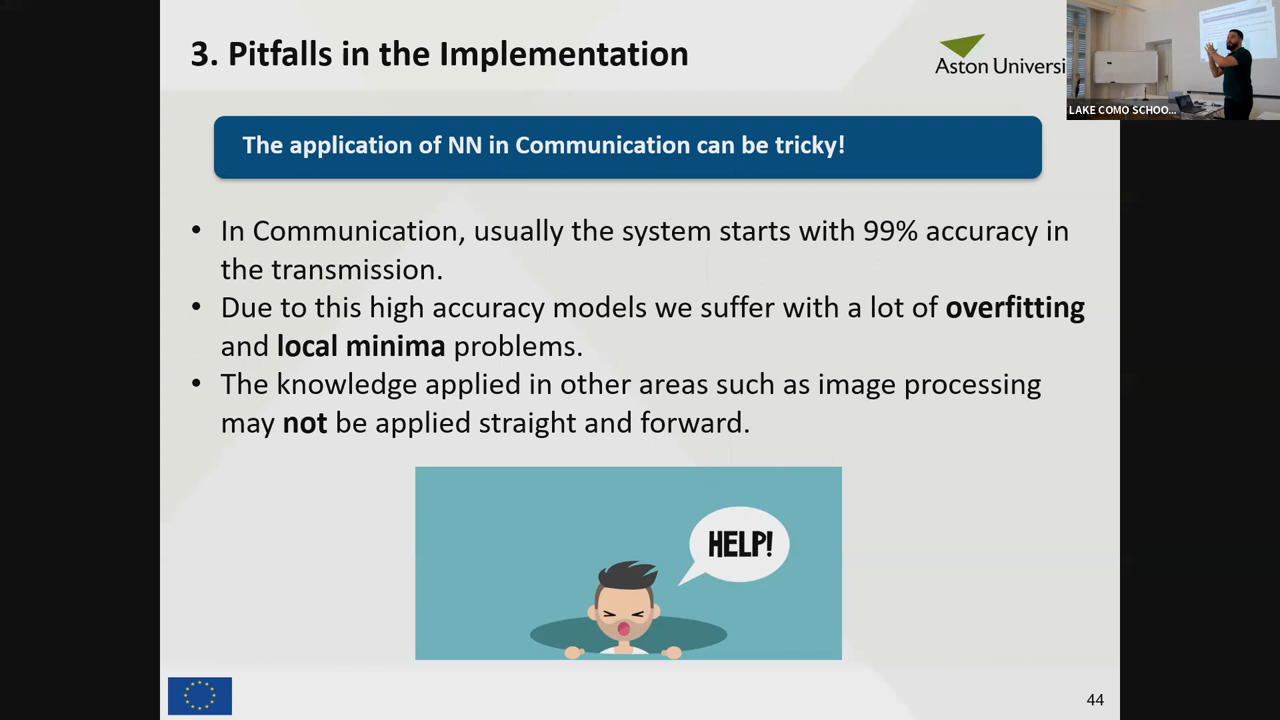 3. Pitfalls in the Implementation
Aston Universi
LAKE COMO SCHOO...
The application of NN in Communication can be tricky!
• In Communication, usually the system starts with 99% accuracy in
the transmission.
• Due to this high accuracy models we suffer with a lot of overfitting
and local minima problems.
• The knowledge applied in other areas such as image processing
may not be applied straight and forward.
HELP!
44